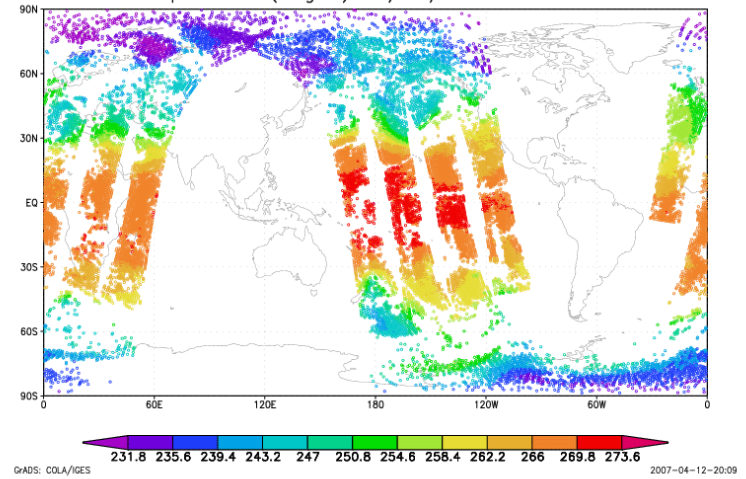 90N
60N
30N
EQ
30S
60S
90S
0 60E 120E 180 120W 60W 0
231.8 235.6 239.4 243.2 247 250.8 254.6 258.4 262.2 266 269.8 273.6
GrADS: COLA/IGES 2007-04-12-20:09